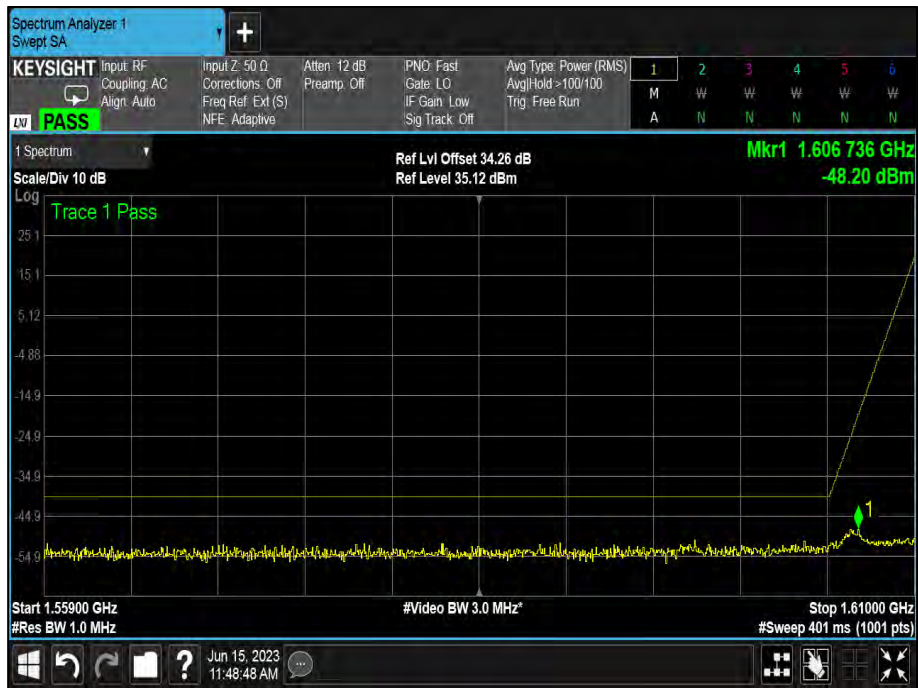 Spectrum Analyzer 1
Swept SA
+
KEYSIGHT
LXI PASS
Input: RF
Coupling: AC
Align: Auto
Input Z: 50 Ω
Corrections: Off
Freq Ref: Ext (S)
NFE: Adaptive
Atten: 12 dB
Preamp: Off
PNO: Fast
Gate: LO
IF Gain: Low
Sig Track: Off
Avg Type: Power (RMS)
Avg|Hold >100/100
Trig: Free Run
1 2 3 4 5 6
M W W W W W
A N N N N N
1 Spectrum
Scale/Div 10 dB
Ref Lvl Offset 34.26 dB
Ref Level 35.12 dBm
Mkr1 1.606 736 GHz
-48.20 dBm
Log
Trace 1 Pass
25.1
15.1
5.12
-4.88
-14.9
-24.9
-34.9
-44.9
-54.9
1
Start 1.55900 GHz
#Res BW 1.0 MHz
#Video BW 3.0 MHz*
Stop 1.61000 GHz
#Sweep 401 ms (1001 pts)
?
Jun 15, 2023
11:48:48 AM